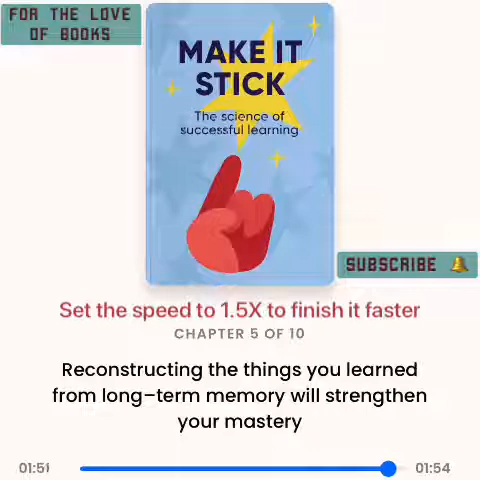 FOR THE LOVE
OF BOOKS
MAKE IT
STICK
The science of
successful learning
SUBSCRIBE
Set the speed to 1.5X to finish it faster
CHAPTER 5 OF 10
Reconstructing the things you learned
from long–term memory will strengthen
your mastery
01:54